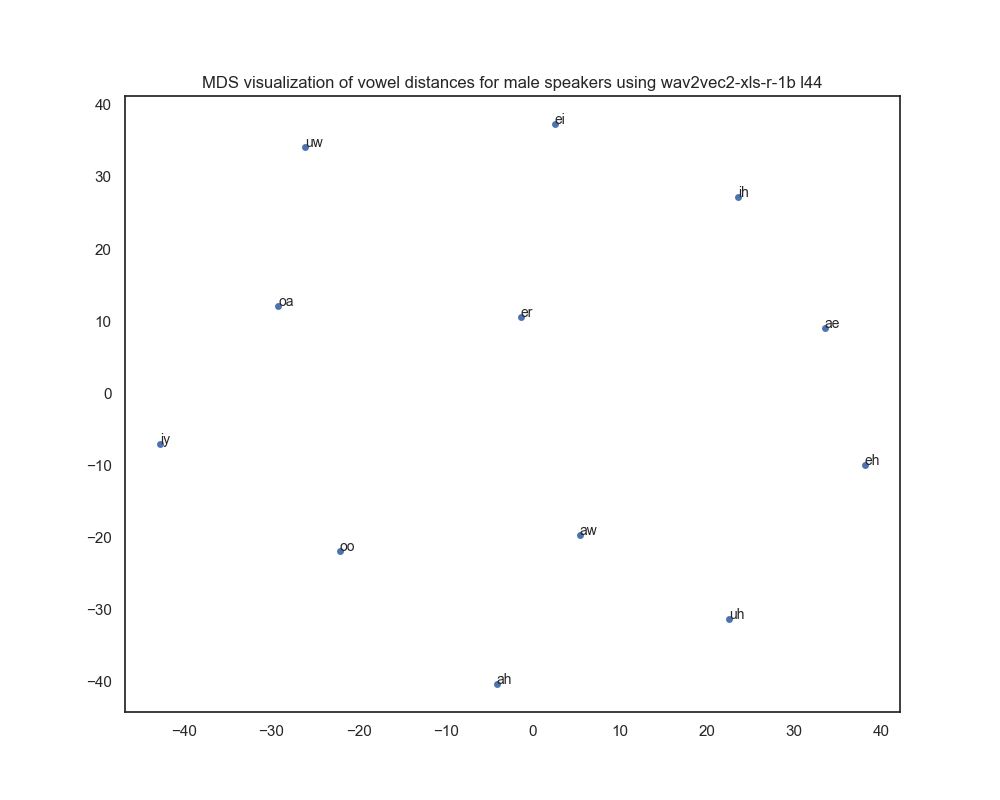 MDS visualization of vowel distances for male speakers using wav2vec2-xls-r-1b l44
40
ei
uw
30
ih
20
oa
er
10
ae
0
iy
−10
eh
−20
aw
oo
−30
uh
−40
ah
−40 −30 −20 −10 0 10 20 30 40